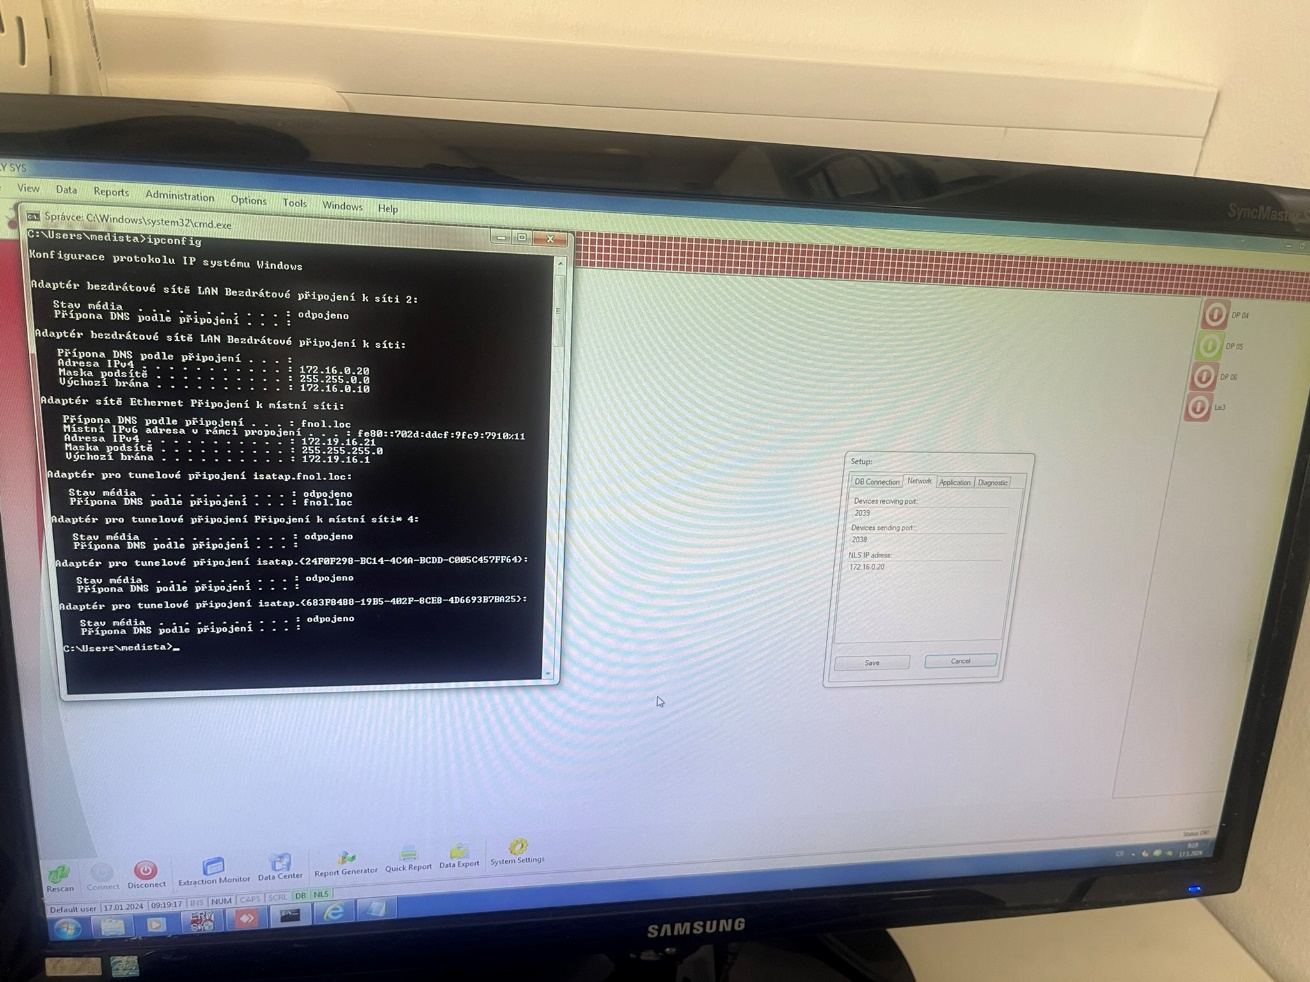 SyncMaster
Y SYS
View Data Reports Administration Options Tools Windows Help
Správce: C:\Windows\system32\cmd.exe
C:\Users\medista>ipconfig
Konfigurace protokolu IP systému Windows
Adaptér bezdrátové sítě LAN Bezdrátové připojení k síti 2:
Stav média . . . . . . . . . . . : odpojeno
Přípona DNS podle připojení . . . :
Adaptér bezdrátové sítě LAN Bezdrátové připojení k síti:
Přípona DNS podle připojení . . . :
Adresa IPv4 . . . . . . . . . . . : 172.16.0.20
Maska podsítě . . . . . . . . . . : 255.255.0.0
Výchozí brána . . . . . . . . . . : 172.16.0.10
Adaptér sítě Ethernet Připojení k místní síti:
Přípona DNS podle připojení . . . : fnol.loc
Místní IPv6 adresa v rámci propojení . . . : fe80::702d:ddcf:9fc9:7910%11
Adresa IPv4 . . . . . . . . . . . : 172.19.16.21
Maska podsítě . . . . . . . . . . : 255.255.255.0
Výchozí brána . . . . . . . . . . : 172.19.16.1
Adaptér pro tunelové připojení isatap.fnol.loc:
Stav média . . . . . . . . . . . : odpojeno
Přípona DNS podle připojení . . . : fnol.loc
Adaptér pro tunelové připojení Připojení k místní síti* 4:
Stav média . . . . . . . . . . . : odpojeno
Přípona DNS podle připojení . . . :
Adaptér pro tunelové připojení isatap.{24F0F298-BC14-4C4A-BCDD-C005C457FF64}:
Stav média . . . . . . . . . . . : odpojeno
Přípona DNS podle připojení . . . :
Adaptér pro tunelové připojení isatap.{683F8488-19B5-402F-8CE8-4D6693B7BA25}:
Stav média . . . . . . . . . . . : odpojeno
Přípona DNS podle připojení . . . :
C:\Users\medista>_
DP 04
DP 05
DP 06
Lis3
Setup:
DB Connection Network Application Diagnostic
Devices reciving port:
2039
Devices sending port:
2038
NLS IP adrese:
172.16.0.20
Save Cancel
Rescan Connect Disconnect Extraction Monitor Data Center Report Generator Quick Report Data Export System Settings
Default user 17.01.2024 09:19:17 INS NUM CAPS SCRL DB NLS
SAMSUNG